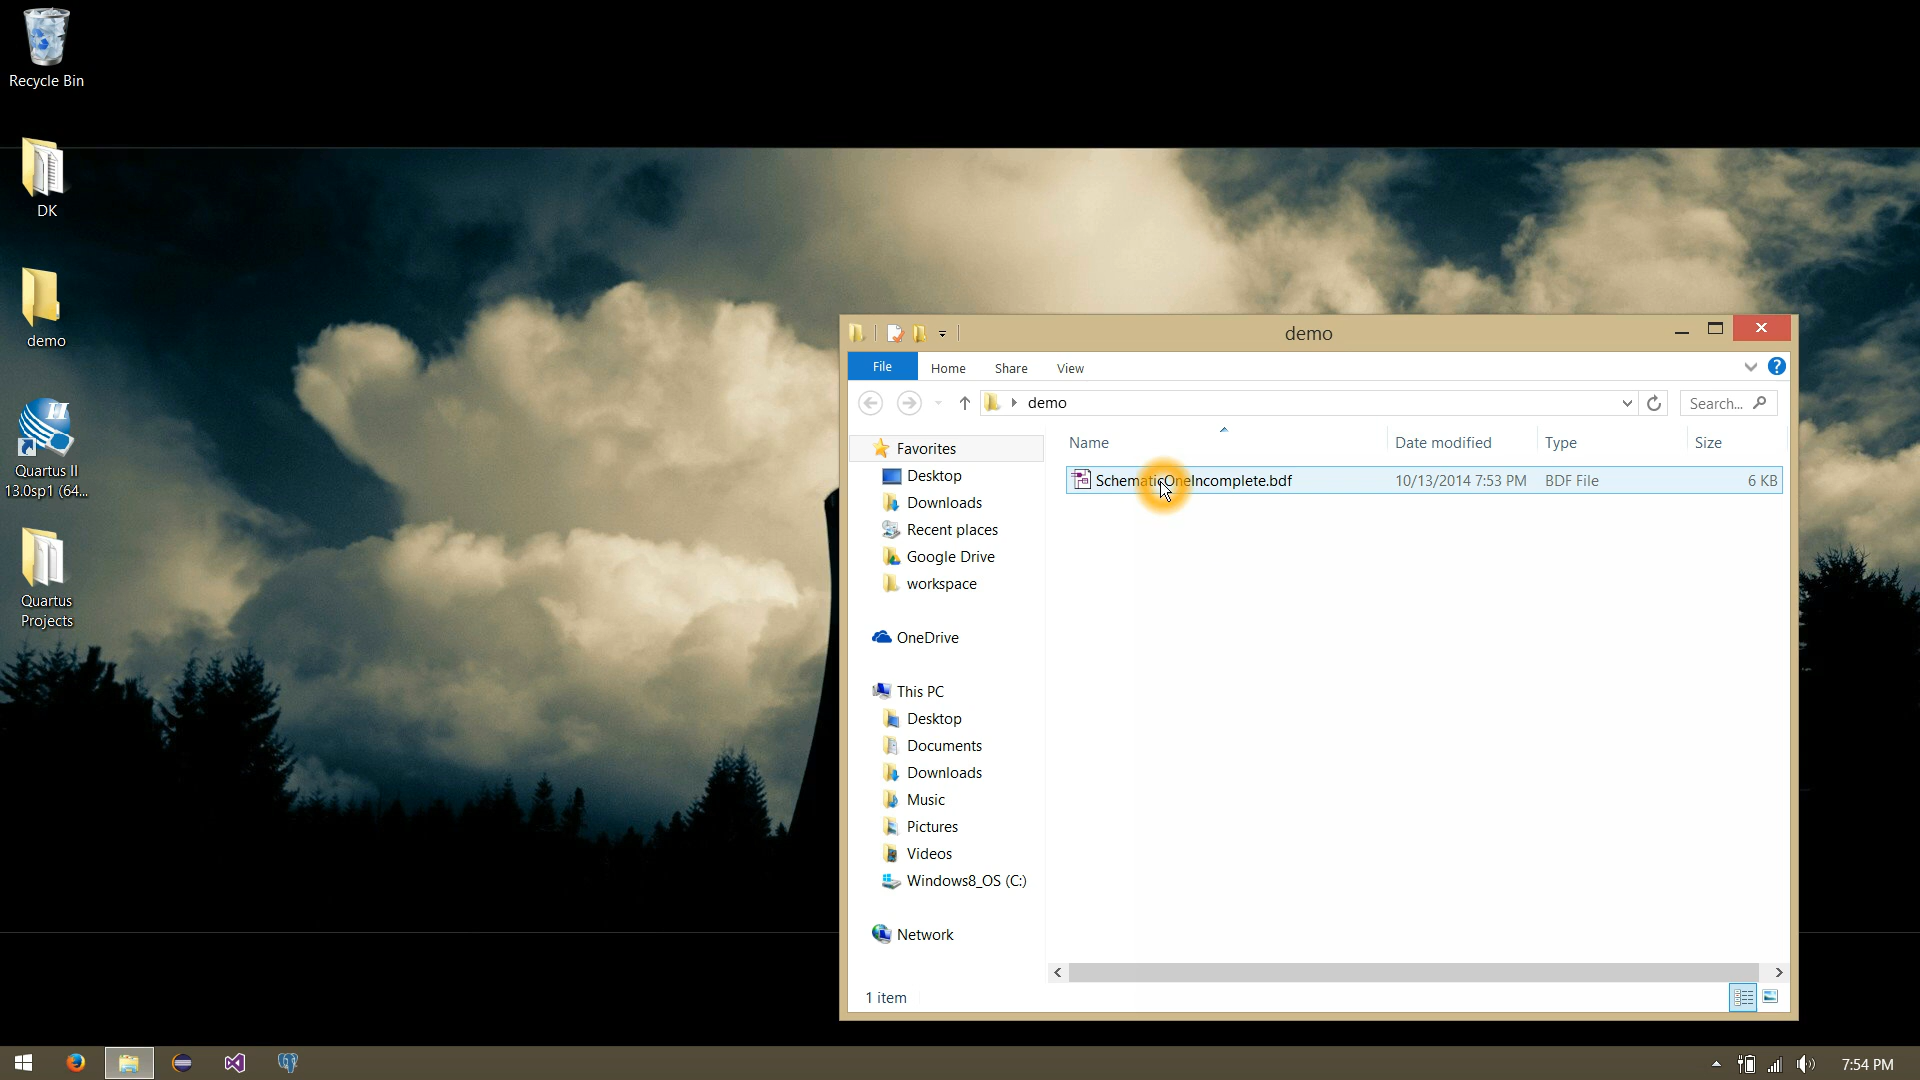 Recycle Bin
DK
demo
Quartus II
13.0sp1 (64...
Quartus
Projects
demo
File
Home
Share
View
demo
Search...
Name
Date modified
Type
Size
SchematicOneIncomplete.bdf
10/13/2014 7:53 PM
BDF File
6 KB
Favorites
Desktop
Downloads
Recent places
Google Drive
workspace
OneDrive
This PC
Desktop
Documents
Downloads
Music
Pictures
Videos
Windows8_OS (C:)
Network
1 item
7:54 PM